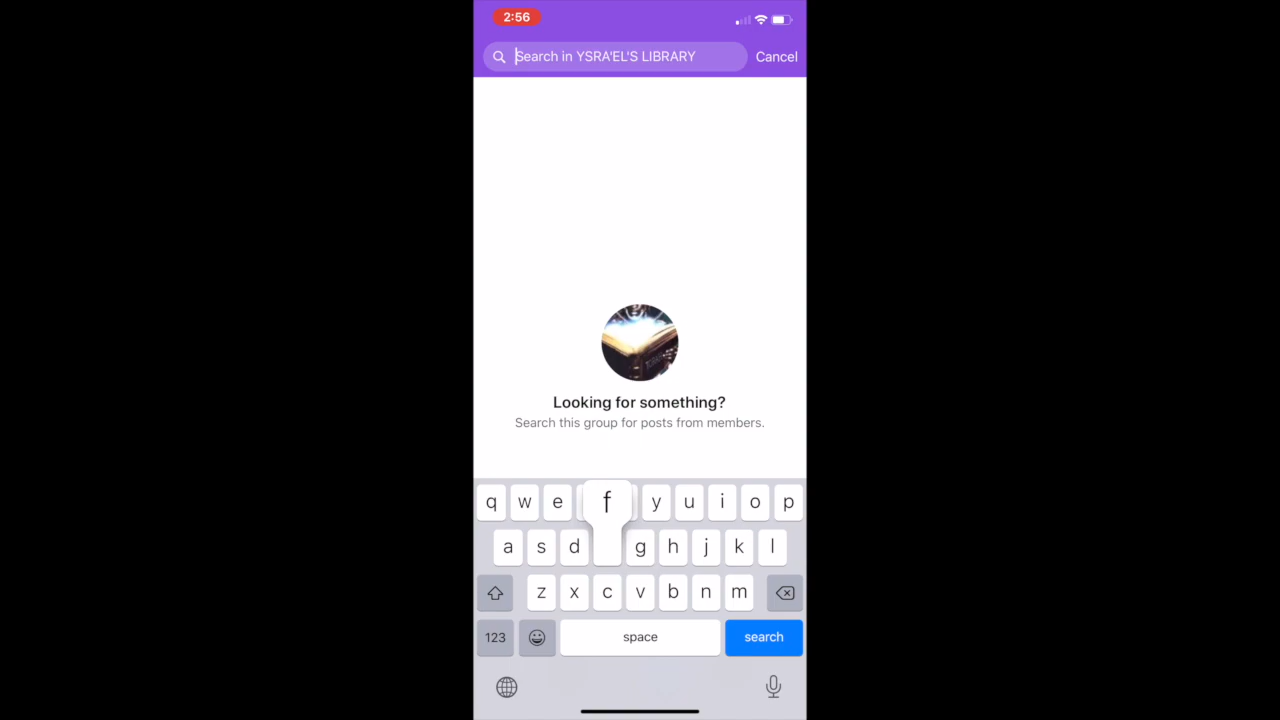 2:56
Search in YSRA'EL'S LIBRARY Cancel
Looking for something?
Search this group for posts from members.
q w e f y u i o p
a s d g h j k l
z x c v b n m
123 space search